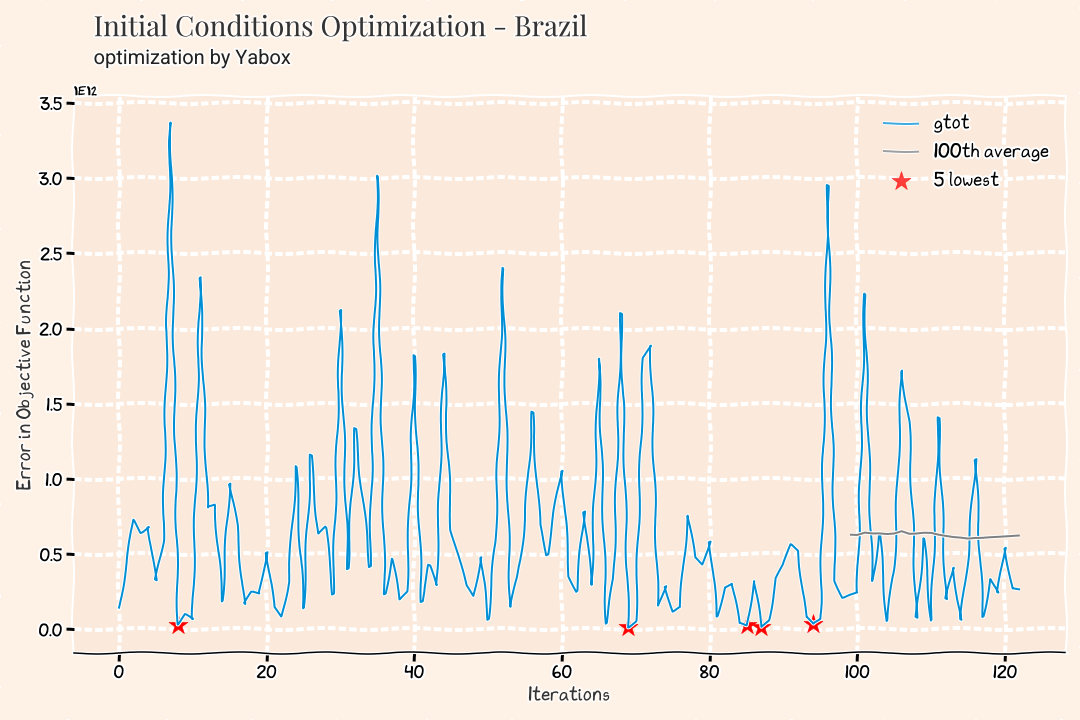 Initial Conditions Optimization - Brazil
optimization by Yabox
1E12
3.5
3.0
2.5
2.0
1.5
1.0
0.5
0.0
Error in Objective Function
gtot
100th average
5 lowest
0 20 40 60 80 100 120
Iterations